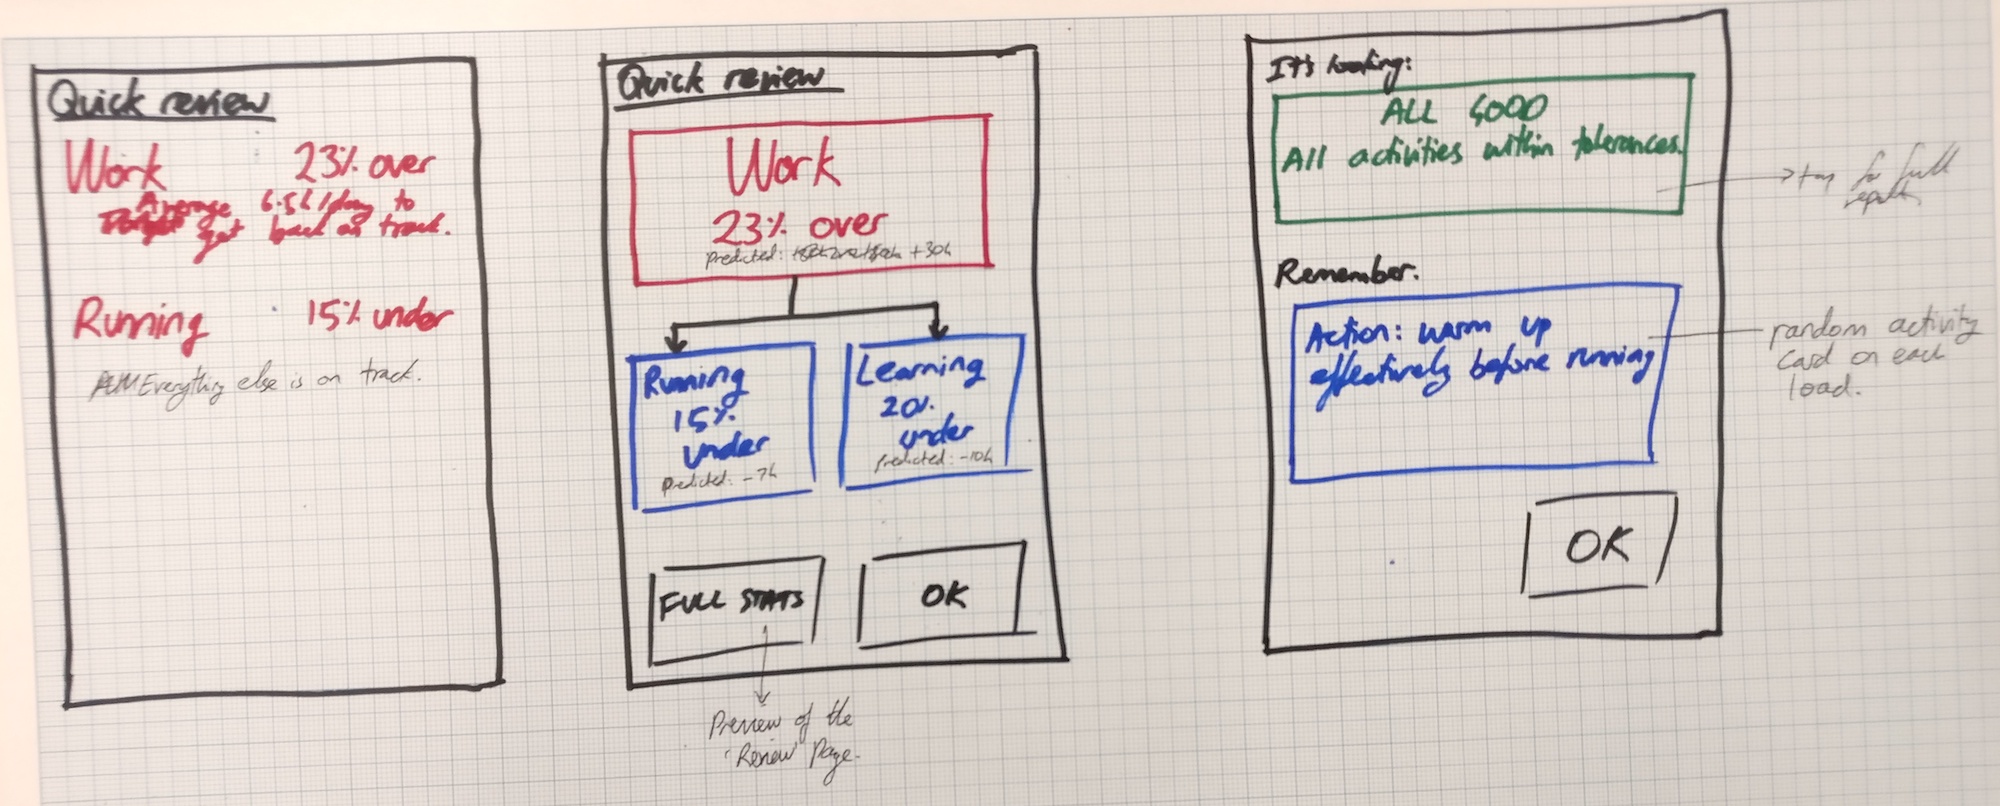 Quick review
Work 23% over
Average 6.5h/day to
get back on track.
Running 15% under
Everything else is on track.
Quick review
Work
23% over
Predicted: +30h
Running
15%
under
Predicted: -7h
Learning
20%
under
Predicted: -10h
FULL STATS
OK
Preview of the
'Review' Page.
It's looking:
ALL GOOD
All activities within tolerances.
tap for full
report
Remember.
Action: warm up
effectively before running
random activity
card on each
load.
OK